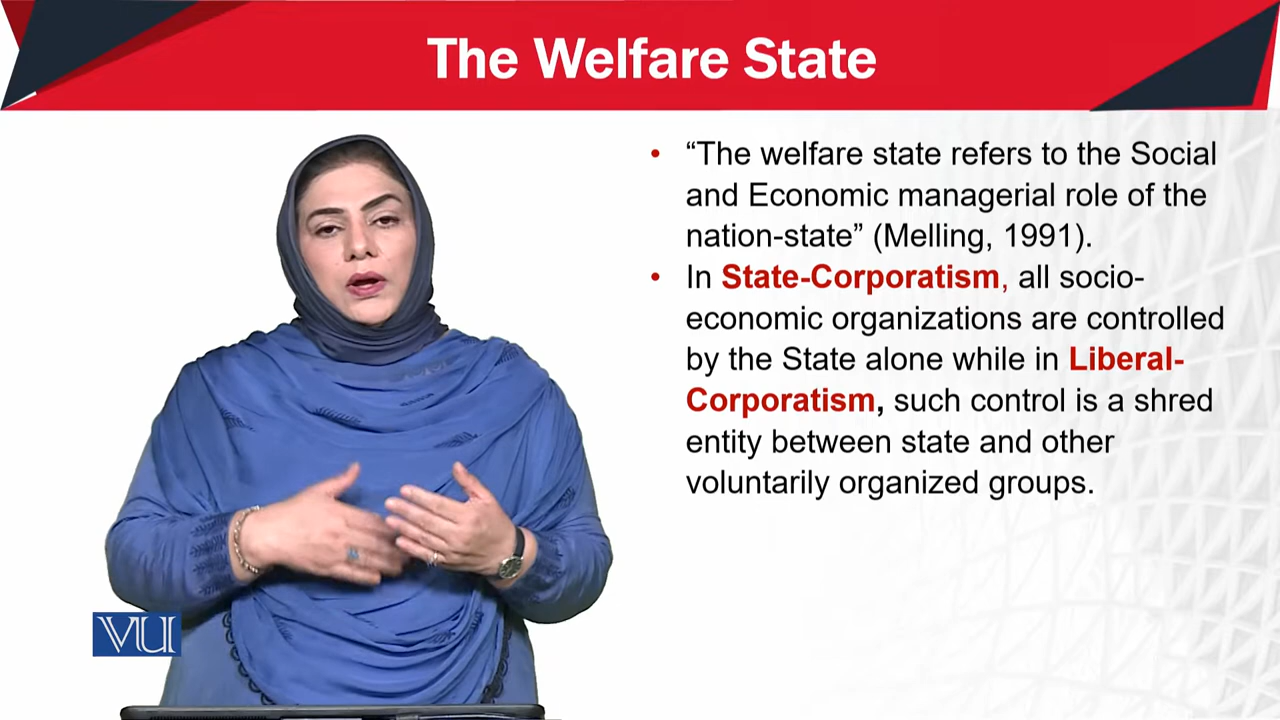 The Welfare State
• “The welfare state refers to the Social
and Economic managerial role of the
nation-state” (Melling, 1991).
• In State-Corporatism, all socio-
economic organizations are controlled
by the State alone while in Liberal-
Corporatism, such control is a shred
entity between state and other
voluntarily organized groups.
VU